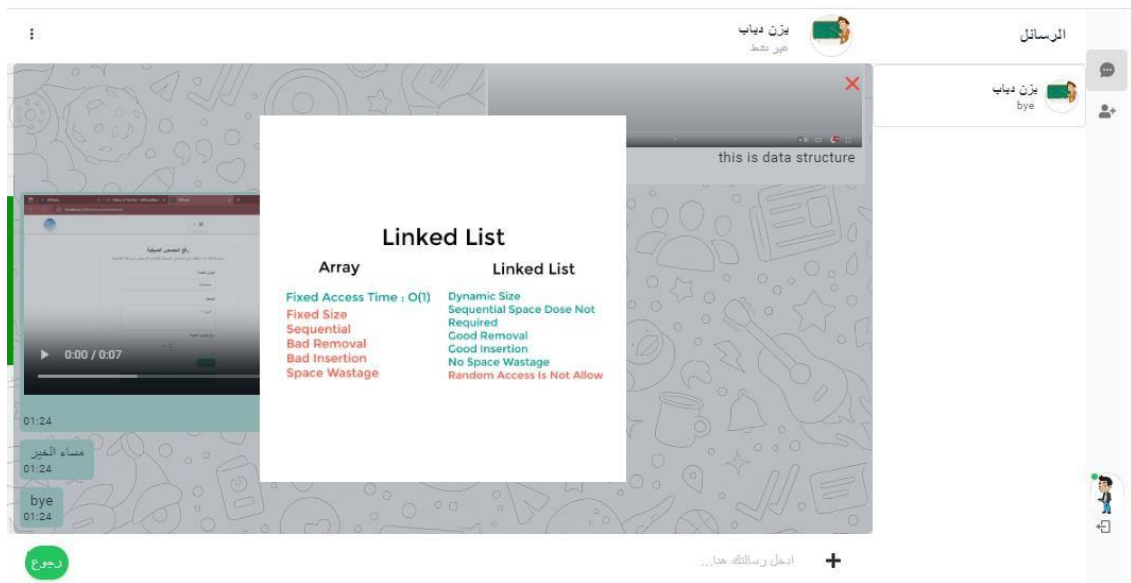 الرسائل
يزن دياب
bye
يزن دياب
غير نشط
this is data structure
Linked List
Array
Fixed Access Time : O(1)
Fixed Size
Sequential
Bad Removal
Bad Insertion
Space Wastage
Linked List
Dynamic Size
Sequential Space Dose Not
Required
Good Removal
Good Insertion
No Space Wastage
Random Access Is Not Allow
0:00 / 0:07
01:24
مساء الخير
01:24
bye
01:24
ادخل رسالتك هنا...
رجوع